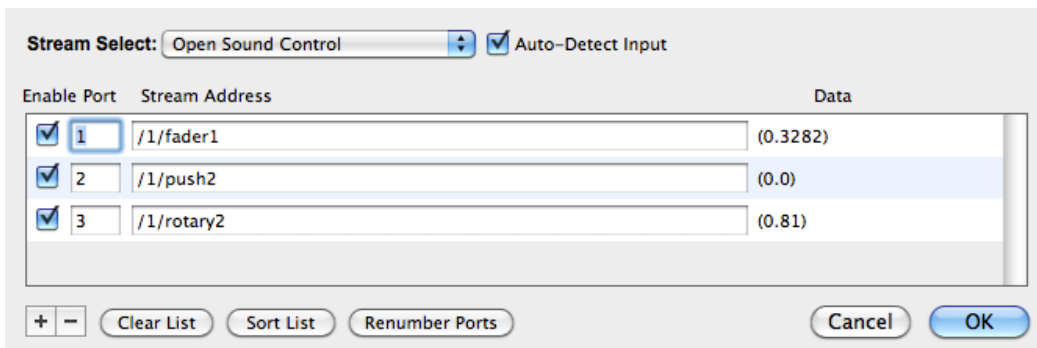 Stream Select: Open Sound Control Auto-Detect Input
Enable Port Stream Address Data
1 /1/fader1 (0.3282)
2 /1/push2 (0.0)
3 /1/rotary2 (0.81)
+ - Clear List Sort List Renumber Ports Cancel OK